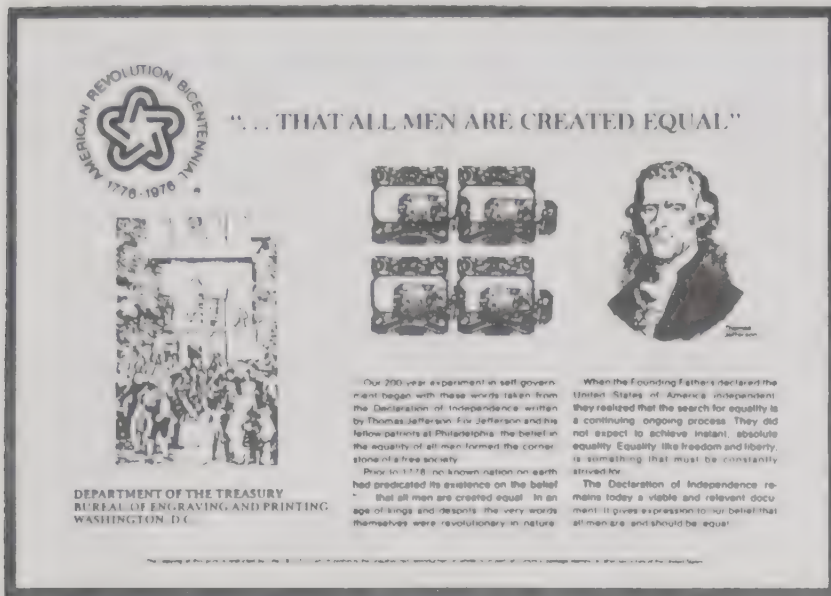 AMERICAN REVOLUTION BICENTENNIAL
1776-1976
"... THAT ALL MEN ARE CREATED EQUAL"
Thomas
Jefferson
Our 200 year experiment in self govern-
ment began with these words taken from
the Declaration of Independence written
by Thomas Jefferson. For Jefferson and his
fellow patriots at Philadelphia, the belief in
the equality of all men formed the corner-
stone of a free society.
Prior to 1776, no known nation on earth
had predicated its existence on the belief
"... that all men are created equal. In an
age of kings and despots, the very words
themselves were revolutionary in nature.
When the Founding Fathers declared the
United States of America independent,
they realized that the search for equality is
a continuing, ongoing process. They did
not expect to achieve instant, absolute
equality. Equality, like freedom and liberty,
is something that must be constantly
strived for.
The Declaration of Independence re-
mains today a viable and relevant docu-
ment. It gives expression to our belief that
all men are, and should be, equal.
DEPARTMENT OF THE TREASURY
BUREAU OF ENGRAVING AND PRINTING
WASHINGTON, D.C.